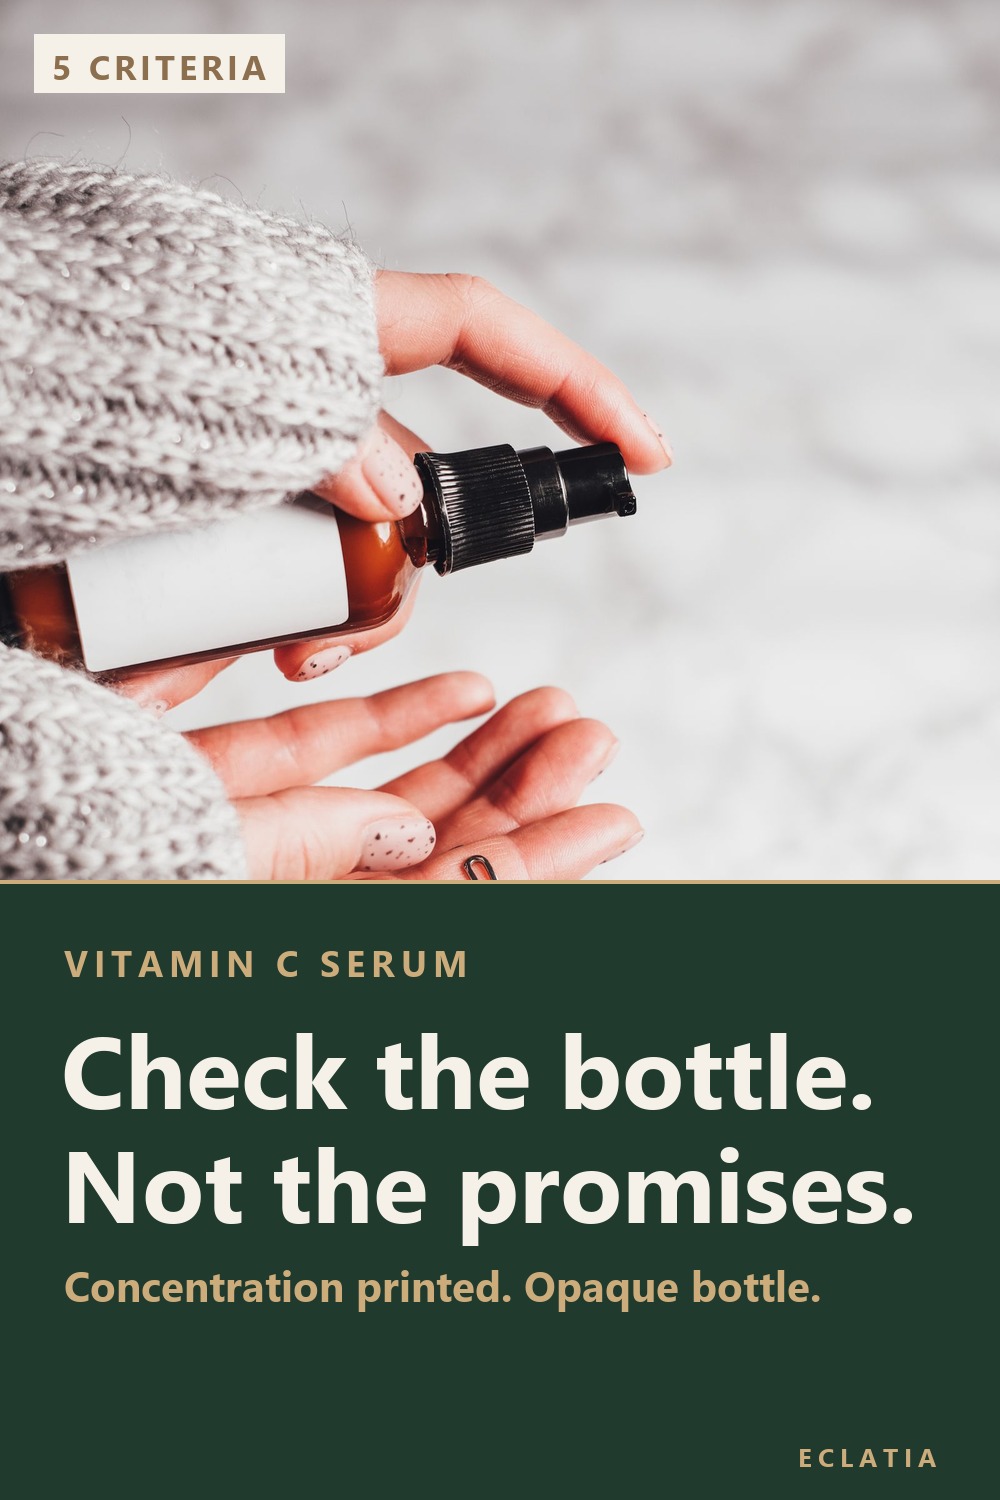 5 CRITERIA
VITAMIN C SERUM
Check the bottle.
Not the promises.
Concentration printed. Opaque bottle.
ECLATIA